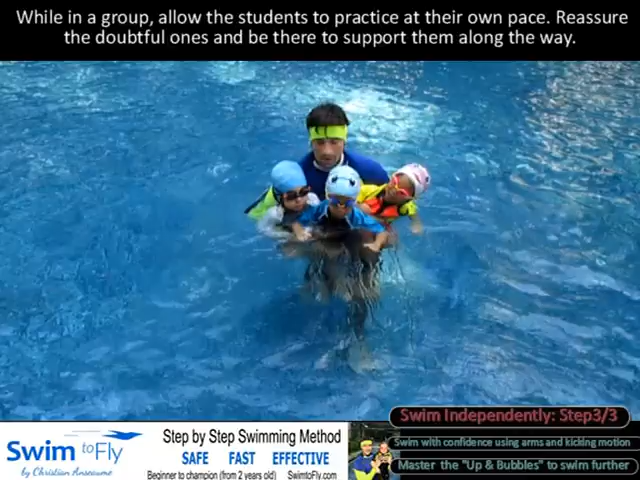 While in a group, allow the students to practice at their own pace. Reassure
the doubtful ones and be there to support them along the way.
Swim Independently: Step3/3
Swim with confidence using arms and kicking motion
Master the "Up & Bubbles" to swim further
Swim to Fly
by Christian Anseaume
Step by Step Swimming Method
SAFE FAST EFFECTIVE
Beginner to champion (from 2 years old) SwimtoFly.com